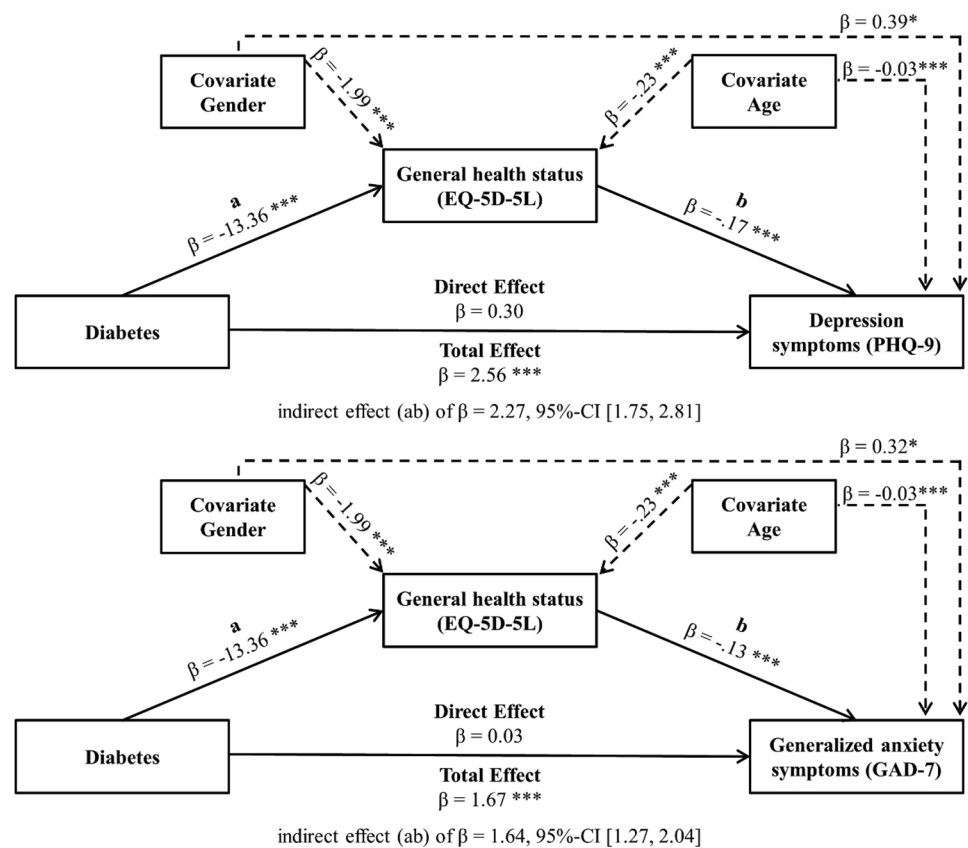 β = 0.39*
Covariate
Gender
β = -1.99 ***
β = -.23 ***
Covariate
Age
β = -0.03***
General health status
(EQ-5D-5L)
a
β = -13.36 ***
b
β = -.17 ***
Diabetes
Direct Effect
β = 0.30
Total Effect
β = 2.56 ***
Depression
symptoms (PHQ-9)
indirect effect (ab) of β = 2.27, 95%-CI [1.75, 2.81]
β = 0.32*
Covariate
Gender
β = -1.99 ***
β = -.23 ***
Covariate
Age
β = -0.03***
General health status
(EQ-5D-5L)
a
β = -13.36 ***
b
β = -.13 ***
Diabetes
Direct Effect
β = 0.03
Total Effect
β = 1.67 ***
Generalized anxiety
symptoms (GAD-7)
indirect effect (ab) of β = 1.64, 95%-CI [1.27, 2.04]